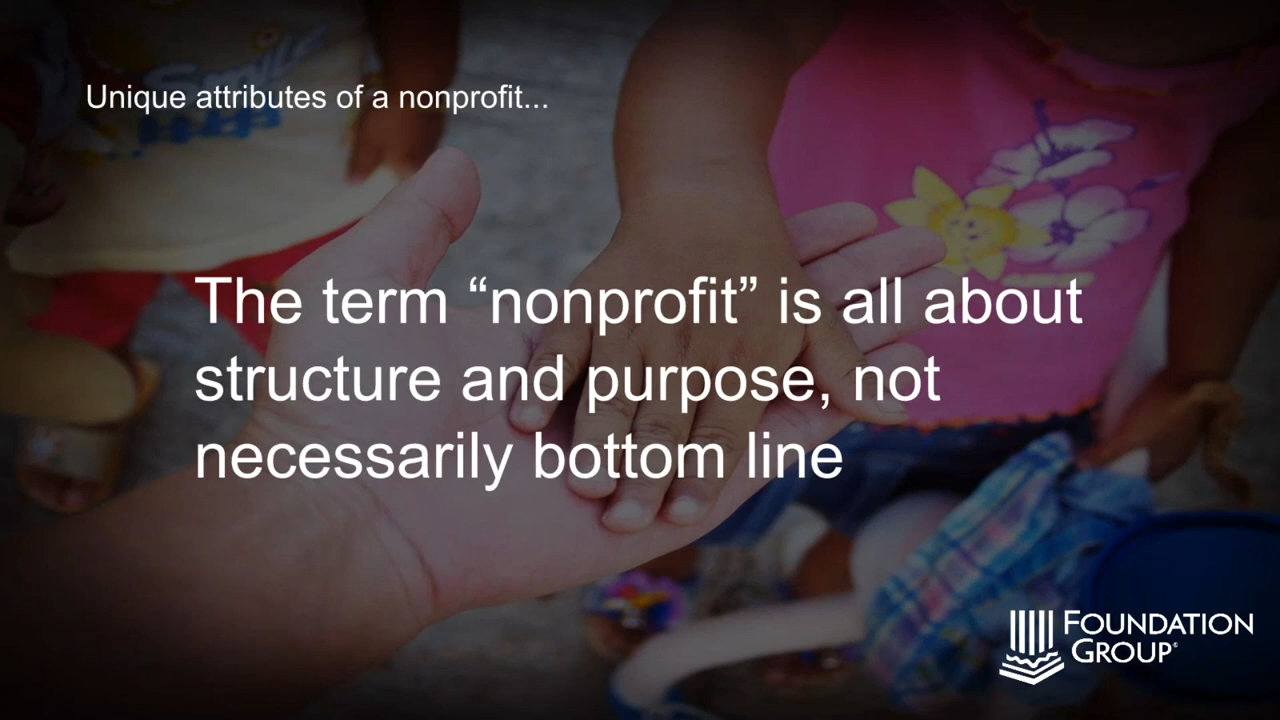 Unique attributes of a nonprofit...
The term “nonprofit” is all about
structure and purpose, not
necessarily bottom line
FOUNDATION
GROUP